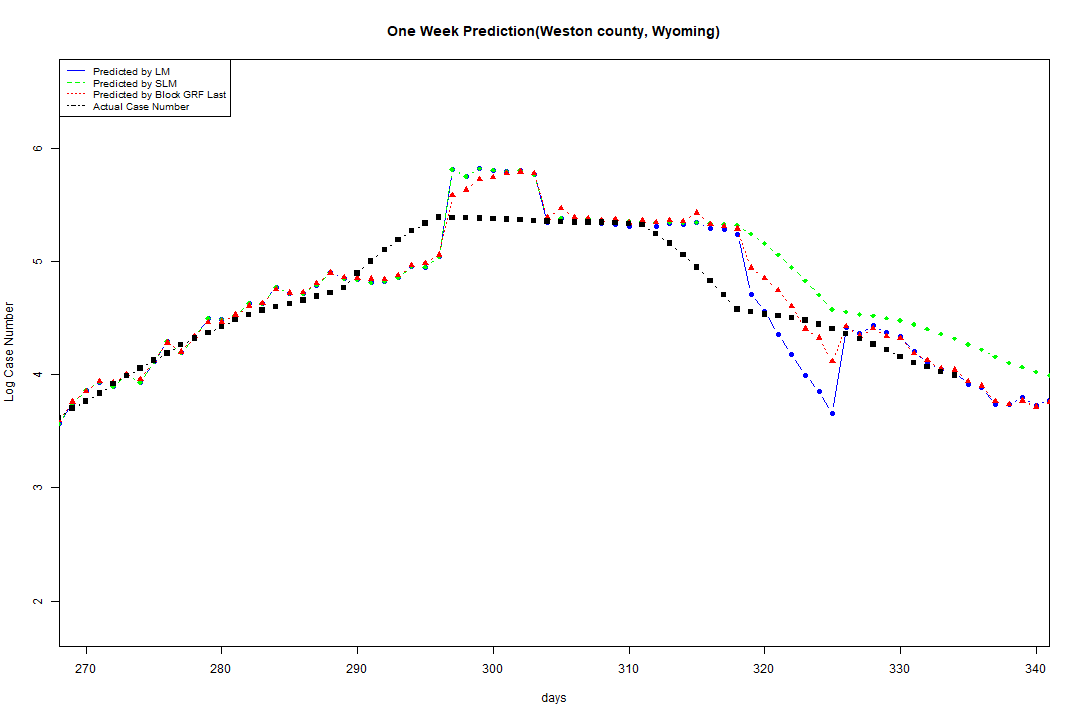 One Week Prediction(Weston county, Wyoming)
Predicted by LM
Predicted by SLM
Predicted by Block GRF Last
Actual Case Number
Log Case Number
6
5
4
3
2
270 280 290 300 310 320 330 340
days